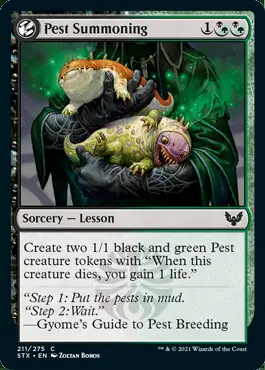 Pest Summoning 1
Sorcery — Lesson
Create two 1/1 black and green Pest
creature tokens with “When this
creature dies, you gain 1 life.”
“Step 1: Put the pests in mud.
“Step 2:Wait.”
—Gyome's Guide to Pest Breeding
211/275 C
STX • EN ZOLTAN BOROS
™ & © 2021 Wizards of the Coast